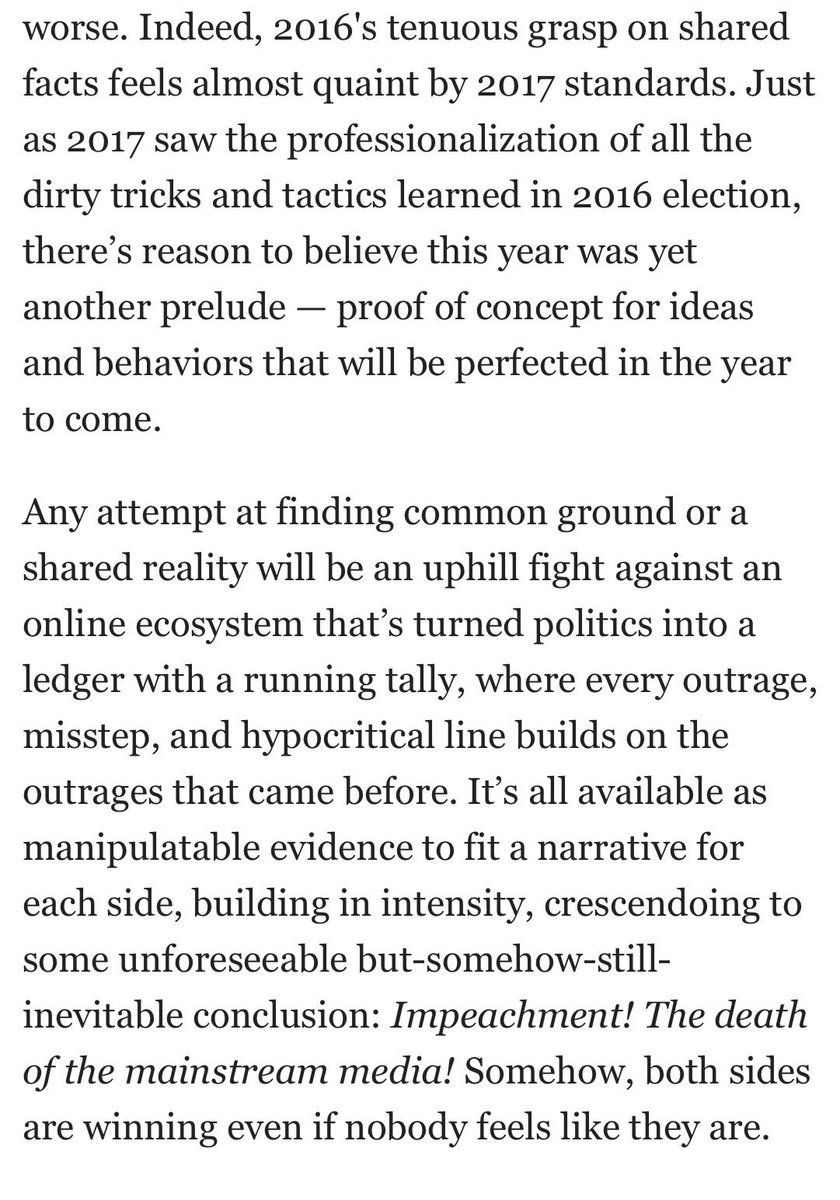 worse. Indeed, 2016's tenuous grasp on shared
facts feels almost quaint by 2017 standards. Just
as 2017 saw the professionalization of all the
dirty tricks and tactics learned in 2016 election,
there’s reason to believe this year was yet
another prelude — proof of concept for ideas
and behaviors that will be perfected in the year
to come.
Any attempt at finding common ground or a
shared reality will be an uphill fight against an
online ecosystem that’s turned politics into a
ledger with a running tally, where every outrage,
misstep, and hypocritical line builds on the
outrages that came before. It’s all available as
manipulatable evidence to fit a narrative for
each side, building in intensity, crescendoing to
some unforeseeable but-somehow-still-
inevitable conclusion: Impeachment! The death
of the mainstream media! Somehow, both sides
are winning even if nobody feels like they are.